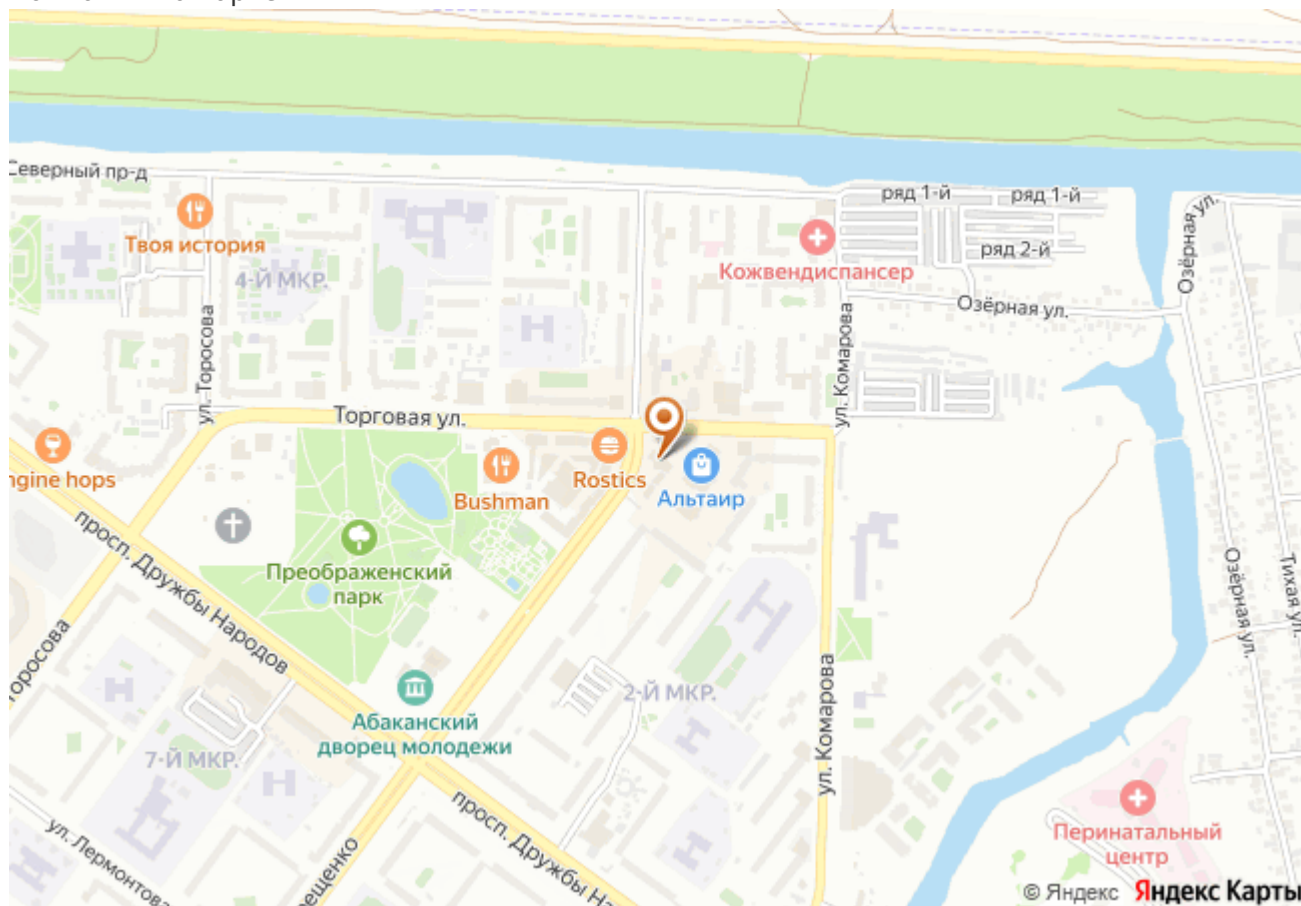 Северный пр-д
ряд 1-й
ряд 1-й
Твоя история
ряд 2-й
Кожвендиспансер
Озёрная ул.
4-Й МКР.
Озёрная ул.
ул. Торосова
ул. Комарова
Торговая ул.
ngine hops
Bushman
Rostics
Альтаир
просп. Дружбы Народов
Преображенский
парк
Озёрная ул.
Тихая ул.
Торосова
Абаканский
дворец молодежи
2-Й МКР.
7-Й МКР.
ул. Комарова
просп. Дружбы На
ул. Лермонтова
рещенко
Перинатальный
центр
© Яндекс Яндекс Карты